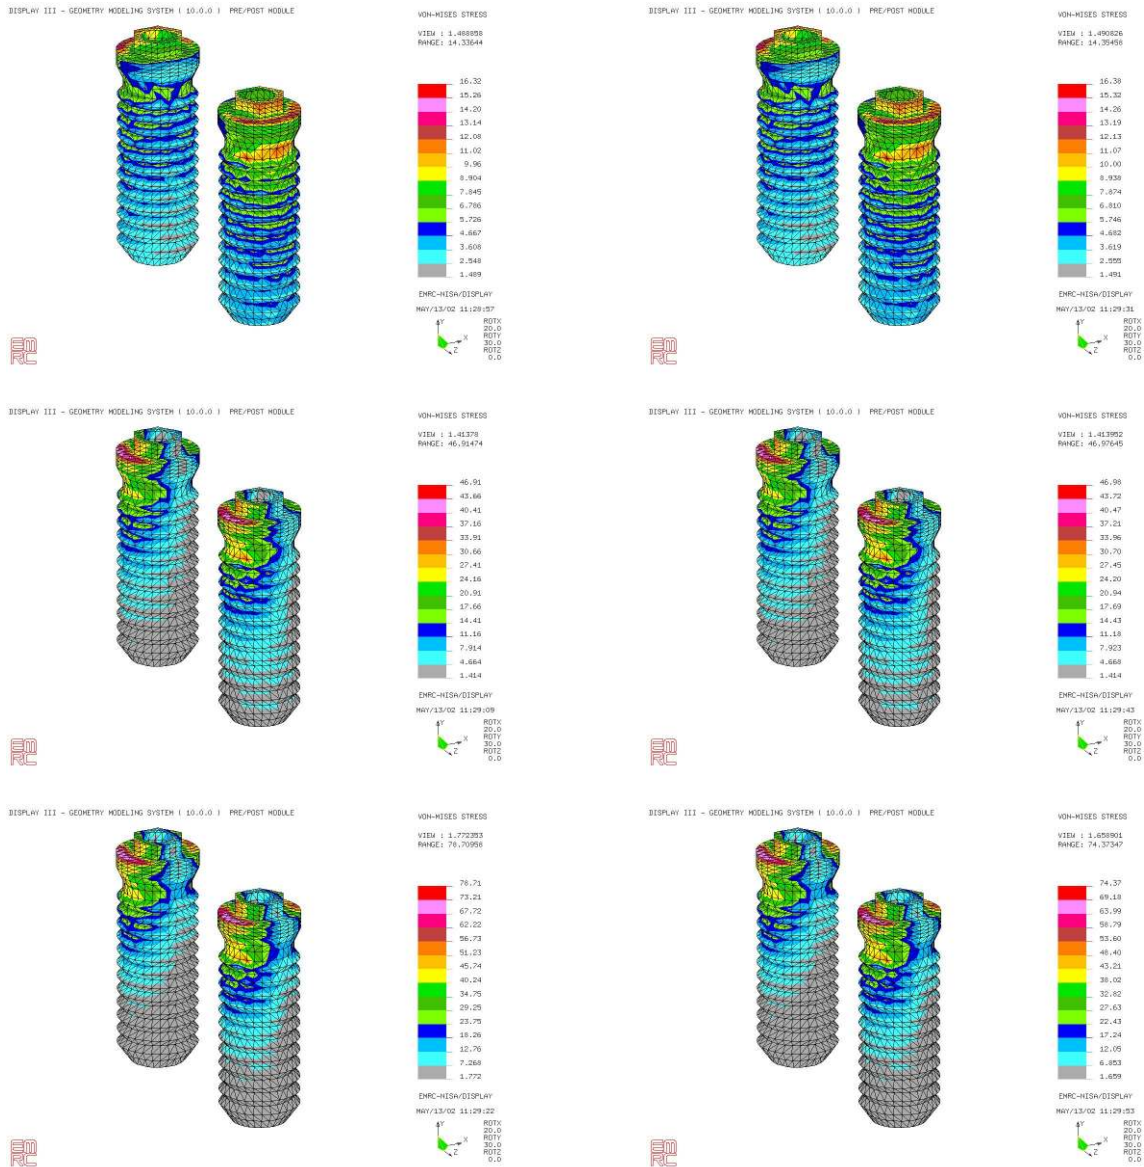 DISPLAY III - GEOMETRY MODELING SYSTEM ( 10.0.0 ) PRE/POST MODULE
VON-MISES STRESS
VIEW : 1.488858
RANGE: 14.33644
16.32
15.26
14.20
13.14
12.08
11.02
9.96
8.904
7.845
6.786
5.726
4.667
3.608
2.548
1.489
EMRC-NISA/DISPLAY
MAY/13/02 11:28:57
Y
X
Z
ROTX
20.0
ROTY
30.0
ROTZ
0.0
EMRC
DISPLAY III - GEOMETRY MODELING SYSTEM ( 10.0.0 ) PRE/POST MODULE
VON-MISES STRESS
VIEW : 1.490826
RANGE: 14.35458
16.38
15.32
14.26
13.19
12.13
11.07
10.00
8.938
7.874
6.810
5.746
4.682
3.619
2.555
1.491
EMRC-NISA/DISPLAY
MAY/13/02 11:29:31
Y
X
Z
ROTX
20.0
ROTY
30.0
ROTZ
0.0
EMRC
DISPLAY III - GEOMETRY MODELING SYSTEM ( 10.0.0 ) PRE/POST MODULE
VON-MISES STRESS
VIEW : 1.41378
RANGE: 46.91474
46.91
43.66
40.41
37.16
33.91
30.66
27.41
24.16
20.91
17.66
14.41
11.16
7.914
4.664
1.414
EMRC-NISA/DISPLAY
MAY/13/02 11:29:09
Y
X
Z
ROTX
20.0
ROTY
30.0
ROTZ
0.0
EMRC
DISPLAY III - GEOMETRY MODELING SYSTEM ( 10.0.0 ) PRE/POST MODULE
VON-MISES STRESS
VIEW : 1.413952
RANGE: 46.97645
46.98
43.72
40.47
37.21
33.96
30.70
27.45
24.20
20.94
17.69
14.43
11.18
7.923
4.668
1.414
EMRC-NISA/DISPLAY
MAY/13/02 11:29:43
Y
X
Z
ROTX
20.0
ROTY
30.0
ROTZ
0.0
EMRC
DISPLAY III - GEOMETRY MODELING SYSTEM ( 10.0.0 ) PRE/POST MODULE
VON-MISES STRESS
VIEW : 1.772353
RANGE: 78.70958
78.71
73.21
67.72
62.22
56.73
51.23
45.74
40.24
34.75
29.25
23.75
18.26
12.76
7.268
1.772
EMRC-NISA/DISPLAY
MAY/13/02 11:29:22
Y
X
Z
ROTX
20.0
ROTY
30.0
ROTZ
0.0
EMRC
DISPLAY III - GEOMETRY MODELING SYSTEM ( 10.0.0 ) PRE/POST MODULE
VON-MISES STRESS
VIEW : 1.658901
RANGE: 74.37347
74.37
69.18
63.99
58.79
53.60
48.40
43.21
38.02
32.82
27.63
22.43
17.24
12.05
6.853
1.659
EMRC-NISA/DISPLAY
MAY/13/02 11:29:53
Y
X
Z
ROTX
20.0
ROTY
30.0
ROTZ
0.0
EMRC